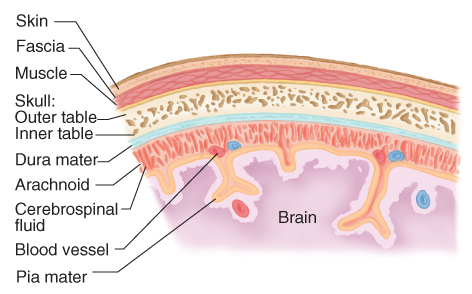 Skin
Fascia
Muscle
Skull:
Outer table
Inner table
Dura mater
Arachnoid
Cerebrospinal
fluid
Blood vessel
Pia mater
Brain